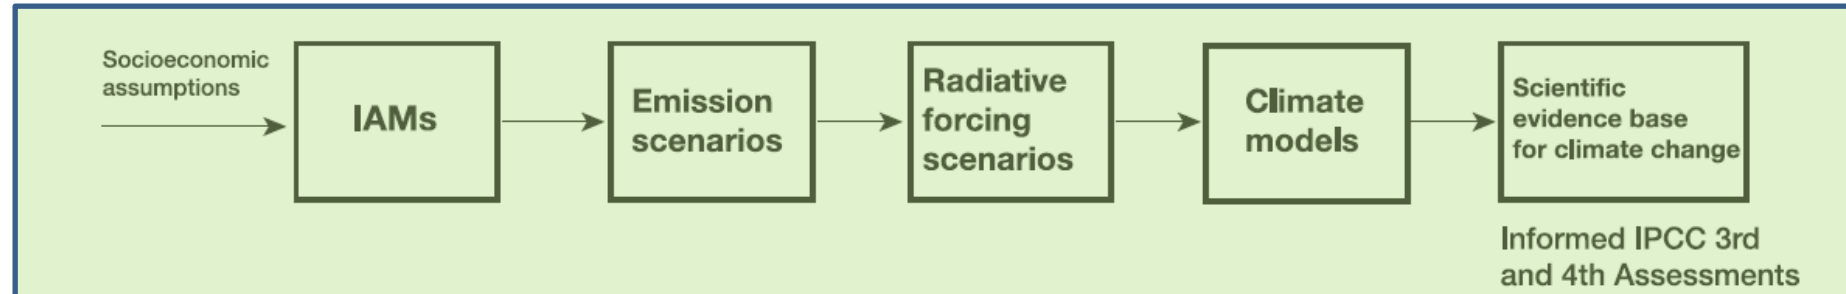 Socioeconomic
assumptions
IAMs
Emission
scenarios
Radiative
forcing
scenarios
Climate
models
Scientific
evidence base
for climate change
Informed IPCC 3rd
and 4th Assessments